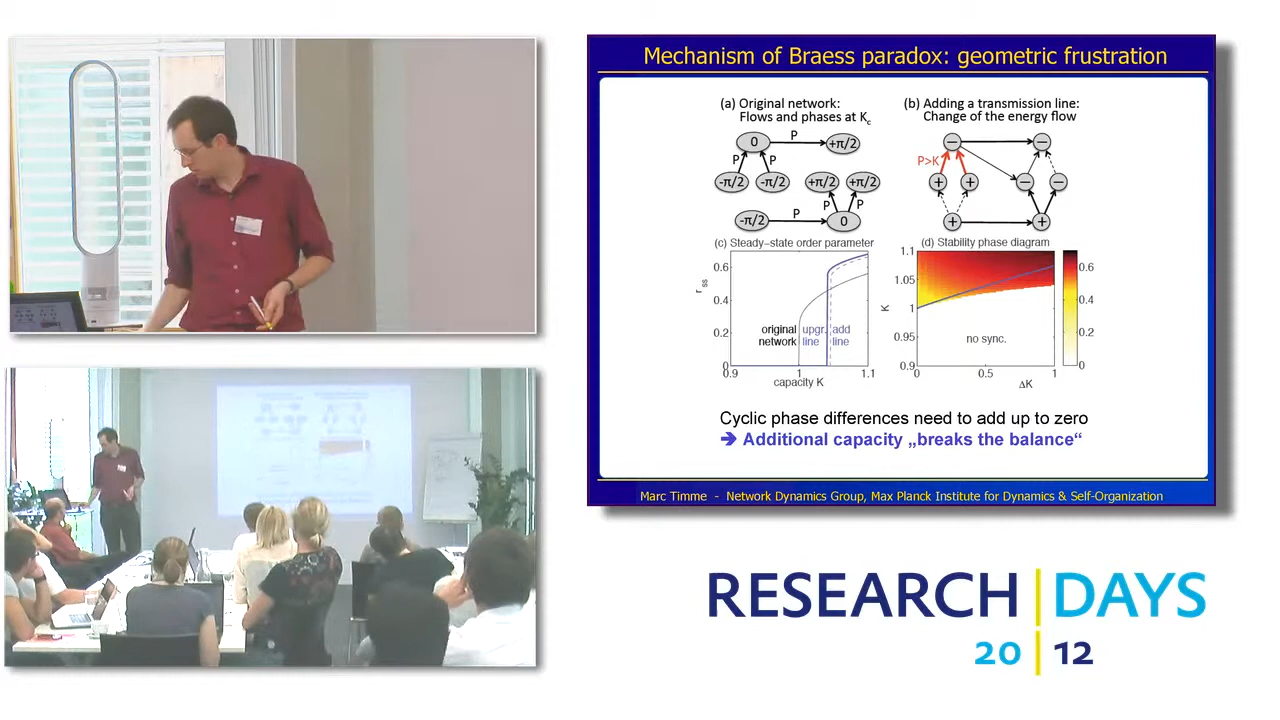 Mechanism of Braess paradox: geometric frustration
(a) Original network:
Flows and phases at Kc
(b) Adding a transmission line:
Change of the energy flow
0 P +π/2
P P
-π/2 -π/2 +π/2 +π/2
P P
-π/2 P 0
− −
P>K
+ + − −
+ +
(c) Steady-state order parameter
rss
0.6
0.4
0.2
0
original network
upgr. line
add line
0.9 1 1.1
capacity K
(d) Stability phase diagram
K
1.1
1.05
1
0.95
0.9
no sync.
0 0.5 1
ΔK
0.6
0.4
0.2
0
Cyclic phase differences need to add up to zero
➔ Additional capacity „breaks the balance“
Marc Timme - Network Dynamics Group, Max Planck Institute for Dynamics & Self-Organization
RESEARCH DAYS
20 12